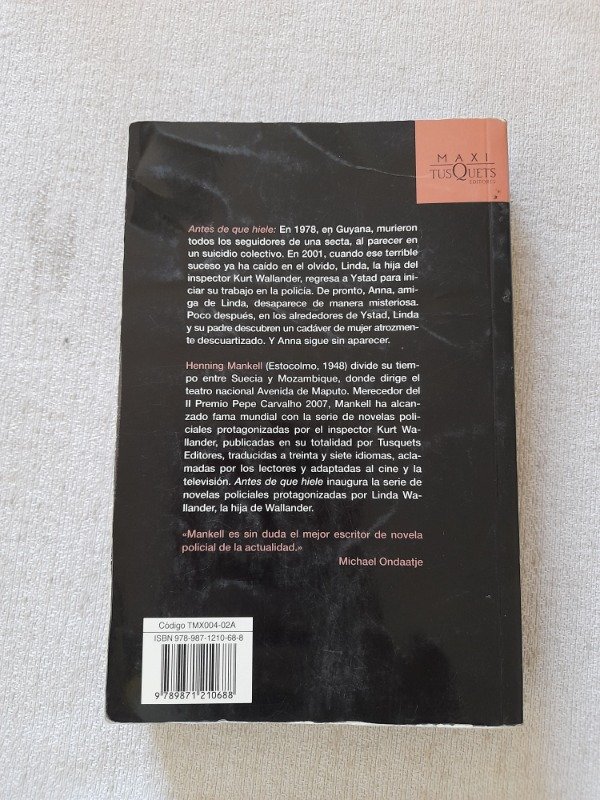 MAXI
TUSQUETS
EDITORES
Antes de que hiele: En 1978, en Guyana, murieron
todos los seguidores de una secta, al parecer en
un suicidio colectivo. En 2001, cuando ese terrible
suceso ya ha caído en el olvido, Linda, la hija del
inspector Kurt Wallander, regresa a Ystad para ini-
ciar su trabajo en la policía. De pronto, Anna, ami-
ga de Linda, desaparece de manera misteriosa.
Poco después, en los alrededores de Ystad, Linda
y su padre descubren un cadáver de mujer atrozmen-
te descuartizado. Y Anna sigue sin aparecer.
Henning Mankell (Estocolmo, 1948) divide su tiem-
po entre Suecia y Mozambique, donde dirige el
teatro nacional Avenida de Maputo. Merecedor del
II Premio Pepe Carvalho 2007, Mankell ha alcan-
zado fama mundial con la serie de novelas poli-
ciales protagonizadas por el inspector Kurt Wa-
llander, publicadas en su totalidad por Tusquets
Editores, traducidas a treinta y siete idiomas, acla-
madas por los lectores y adaptadas al cine y la
televisión. Antes de que hiele inaugura la serie de
novelas policiales protagonizadas por Linda Wa-
llander, la hija de Wallander.
«Mankell es sin duda el mejor escritor de novela
policial de la actualidad.»
Michael Ondaatje
Código TMX004-02A
ISBN 978-987-1210-68-8
9 789871 210688